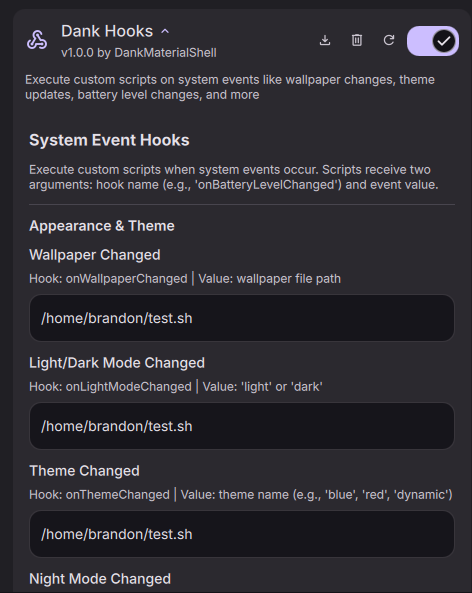 Dank Hooks
v1.0.0 by DankMaterialShell
Execute custom scripts on system events like wallpaper changes, theme
updates, battery level changes, and more
System Event Hooks
Execute custom scripts when system events occur. Scripts receive two
arguments: hook name (e.g., 'onBatteryLevelChanged') and event value.
Appearance & Theme
Wallpaper Changed
Hook: onWallpaperChanged | Value: wallpaper file path
/home/brandon/test.sh
Light/Dark Mode Changed
Hook: onLightModeChanged | Value: 'light' or 'dark'
/home/brandon/test.sh
Theme Changed
Hook: onThemeChanged | Value: theme name (e.g., 'blue', 'red', 'dynamic')
/home/brandon/test.sh
Night Mode Changed